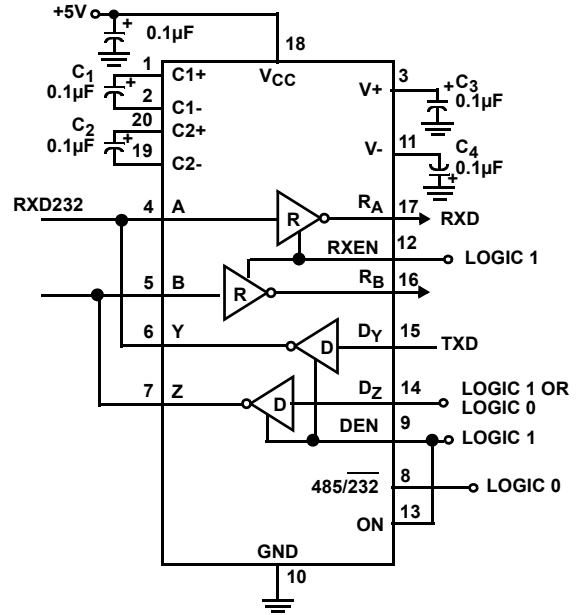 +5V
+
0.1µF
18
1
C1+
VCC
3
C1
0.1µF
+
V+
+
C3
0.1µF
2
C1-
20
C2+
C2
0.1µF
+
19
C2-
V-
11
C4
0.1µF
+
RXD232
4
A
R
RA
17
RXD
RXEN
12
LOGIC 1
5
B
R
RB
16
6
Y
D
DY
15
TXD
7
Z
D
DZ
14
LOGIC 1 OR
LOGIC 0
DEN
9
LOGIC 1
485/232
8
LOGIC 0
13
ON
GND
10